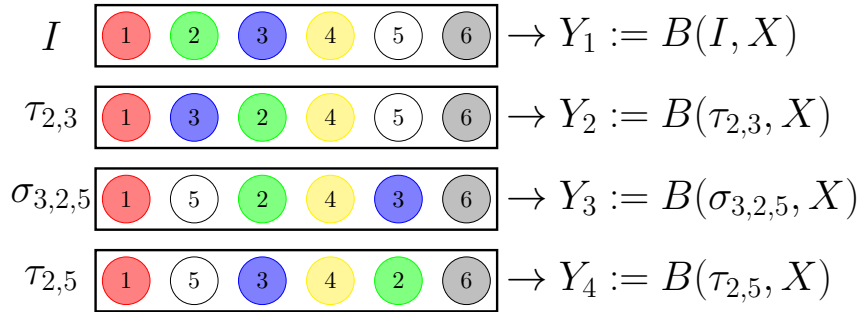 I 1 2 3 4 5 6 → Y₁ := B(I, X)
τ₂,₃ 1 3 2 4 5 6 → Y₂ := B(τ₂,₃, X)
σ₃,₂,₅ 1 5 2 4 3 6 → Y₃ := B(σ₃,₂,₅, X)
τ₂,₅ 1 5 3 4 2 6 → Y₄ := B(τ₂,₅, X)